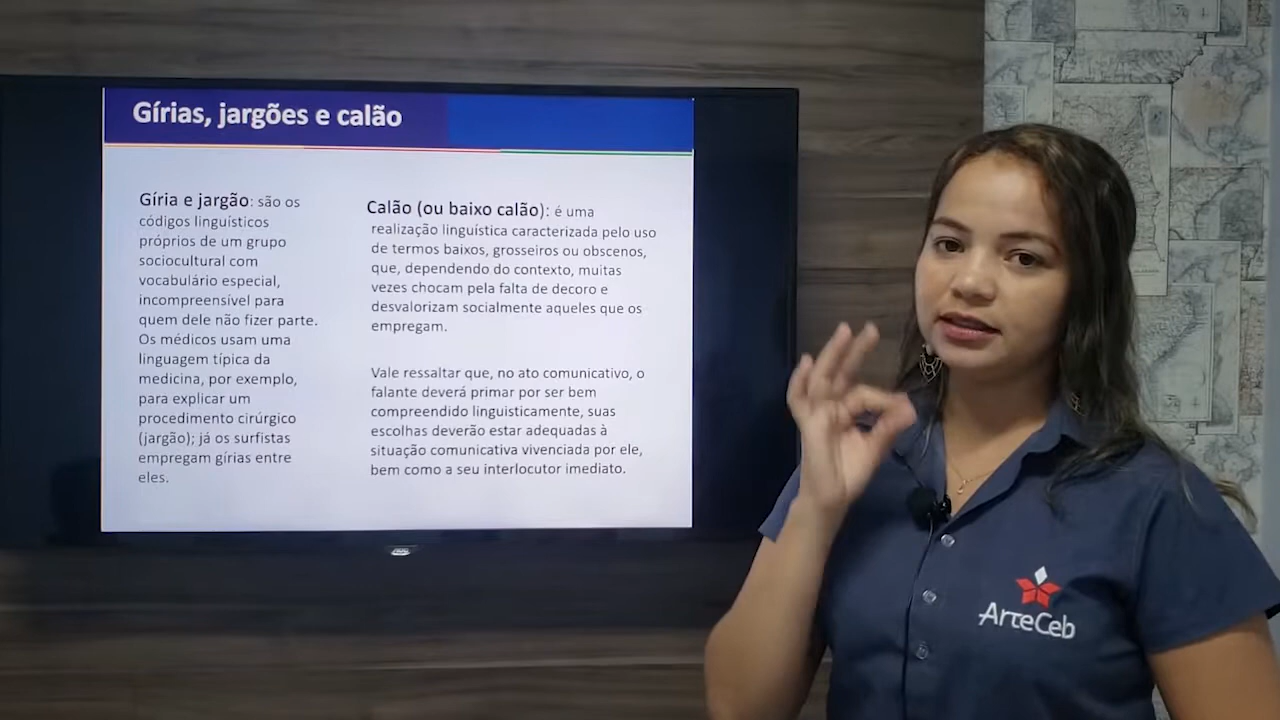 Gírias, jargões e calão
Gíria e jargão: são os
códigos linguísticos
próprios de um grupo
sociocultural com
vocabulário especial,
incompreensível para
quem dele não fizer parte.
Os médicos usam uma
linguagem típica da
medicina, por exemplo,
para explicar um
procedimento cirúrgico
(jargão); já os surfistas
empregam gírias entre
eles.
Calão (ou baixo calão): é uma
realização linguística caracterizada pelo uso
de termos baixos, grosseiros ou obscenos,
que, dependendo do contexto, muitas
vezes chocam pela falta de decoro e
desvalorizam socialmente aqueles que os
empregam.
Vale ressaltar que, no ato comunicativo, o
falante deverá primar por ser bem
compreendido linguisticamente, suas
escolhas deverão estar adequadas à
situação comunicativa vivenciada por ele,
bem como a seu interlocutor imediato.
ArteCeb